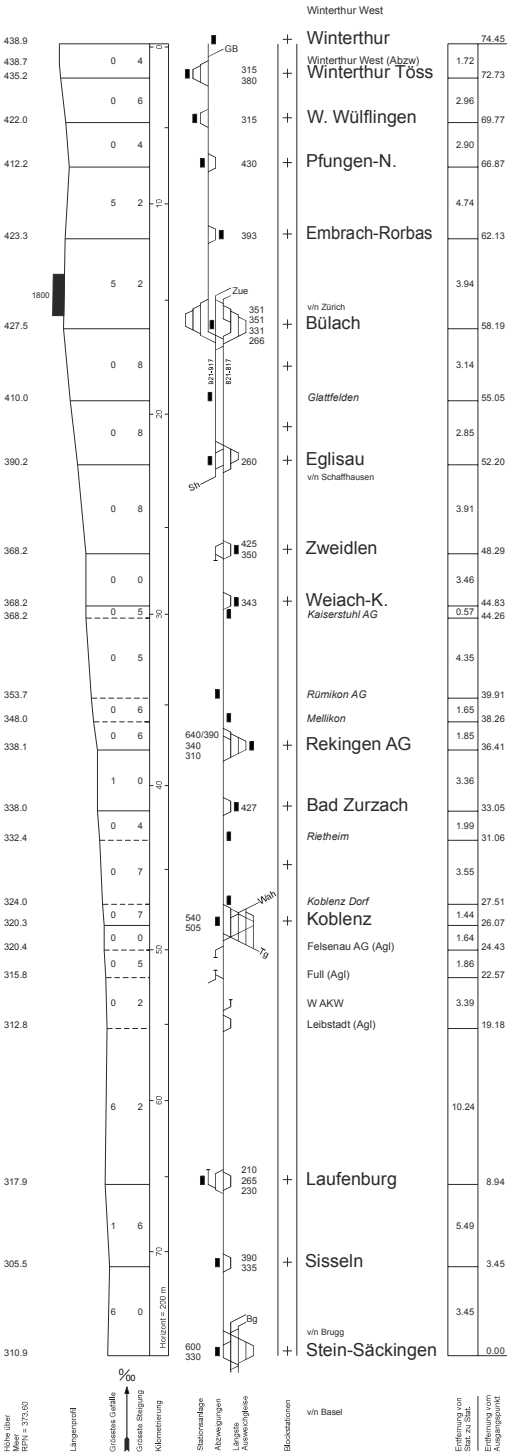 Winterthur West
438.9 Winterthur 74.45
GB
438.7 0 4 Winterthur West (Abzw) 1.72
435.2 315 Winterthur Töss 72.73
380
0 6 2.96
422.0 315 W. Wülflingen 69.77
0 4 2.90
412.2 430 Pfungen-N. 66.87
5 2 10 4.74
423.3 393 Embrach-Rorbas 62.13
5 2 3.94
1800
Zue
v/n Zürich
351
351
331
266
427.5 Bülach 58.19
0 8 921-917 821-817 3.14
410.0 Glattfelden 55.05
20
0 8 2.85
390.2 260 Eglisau 52.20
Sh v/n Schaffhausen
0 8 3.91
425
350
368.2 Zweidlen 48.29
0 0 3.46
368.2 343 Weiach-K. 44.83
0 5 0.57
368.2 30 Kaiserstuhl AG 44.26
0 5 4.35
353.7 Rümikon AG 39.91
0 6 1.65
348.0 Mellikon 38.26
0 6 640/390 1.85
338.1 340 Rekingen AG 36.41
310
1 0 40 3.36
338.0 427 Bad Zurzach 33.05
0 4 1.99
332.4 Rietheim 31.06
0 7 3.55
Wah
324.0 Koblenz Dorf 27.51
0 7 540 1.44
320.3 505 Koblenz 26.07
0 0 1.64
320.4 50 Tg Felsenau AG (Agl) 24.43
0 5 1.86
315.8 Full (Agl) 22.57
0 2 W AKW 3.39
312.8 Leibstadt (Agl) 19.18
60
6 2 10.24
210
265
230
317.9 Laufenburg 8.94
1 6 5.49
70
390
335
305.5 Sisseln 3.45
6 0 3.45
Horizont = 200 m
Bg
v/n Brugg
600
330
310.9 Stein-Säckingen 0.00
‰
v/n Basel
Höhe über
Meer
RPN = 373,60
Längenprofil
Grösstes Gefälle
Grösste Steigung
Kilometrierung
Stationsanlage
Abzweigungen
Längste
Ausweichgleise
Blockstationen
Entfernung von
Stat. zu Stat.
Entfernung vom
Ausgangspunkt